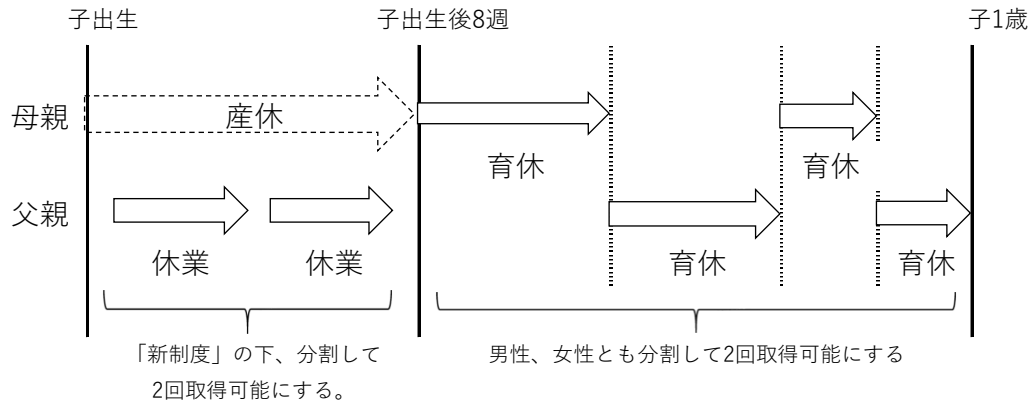 子出生
子出生後8週
子1歳
母親
産休
育休
育休
父親
休業
休業
育休
育休
「新制度」の下、分割して
2回取得可能にする。
男性、女性とも分割して2回取得可能にする